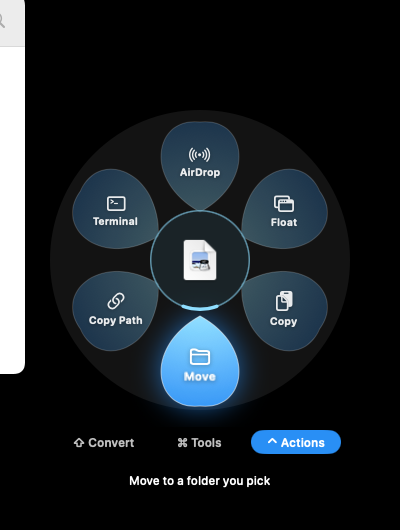 AirDrop
Terminal
Float
Copy Path
Copy
Move
⇧ Convert
⌘ Tools
⌃ Actions
Move to a folder you pick